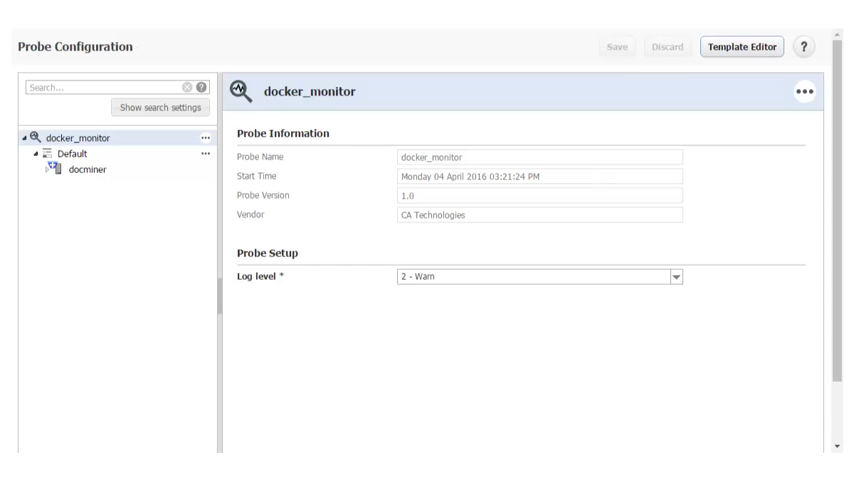 Probe Configuration
Save Discard Template Editor ?
Search... ?
Show search settings
docker_monitor
Default
docminer
docker_monitor
Probe Information
Probe Name docker_monitor
Start Time Monday 04 April 2016 03:21:24 PM
Probe Version 1.0
Vendor CA Technologies
Probe Setup
Log level * 2 - Warn